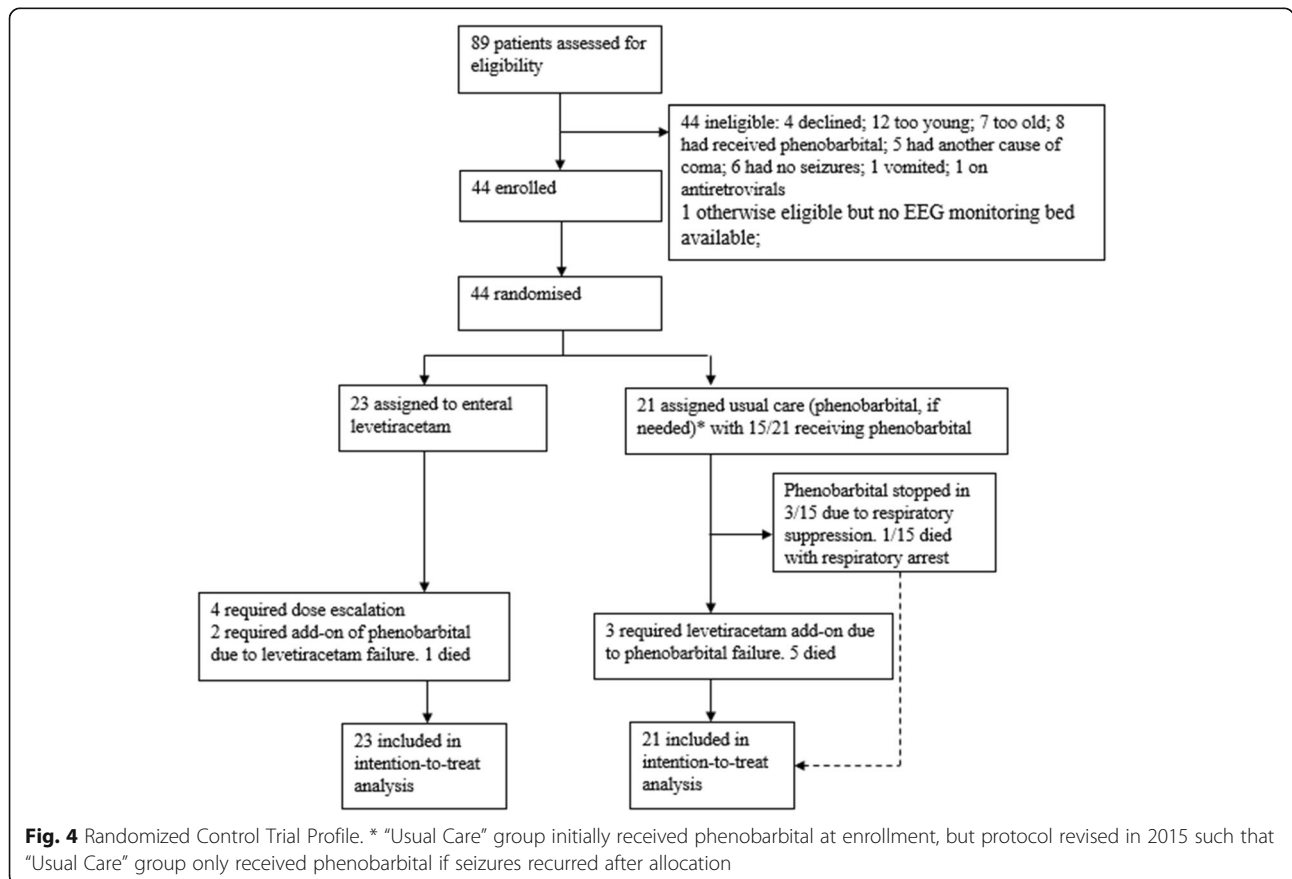 89 patients assessed for
eligibility
44 ineligible: 4 declined; 12 too young; 7 too old; 8
had received phenobarbital; 5 had another cause of
coma; 6 had no seizures; 1 vomited; 1 on
antiretrovirals
1 otherwise eligible but no EEG monitoring bed
available;
44 enrolled
44 randomised
23 assigned to enteral
levetiracetam
21 assigned usual care (phenobarbital, if
needed)* with 15/21 receiving phenobarbital
Phenobarbital stopped in
3/15 due to respiratory
suppression. 1/15 died
with respiratory arrest
4 required dose escalation
2 required add-on of phenobarbital
due to levetiracetam failure. 1 died
3 required levetiracetam add-on due
to phenobarbital failure. 5 died
23 included in
intention-to-treat
analysis
21 included in
intention-to-treat
analysis
Fig. 4 Randomized Control Trial Profile. * “Usual Care” group initially received phenobarbital at enrollment, but protocol revised in 2015 such that
“Usual Care” group only received phenobarbital if seizures recurred after allocation